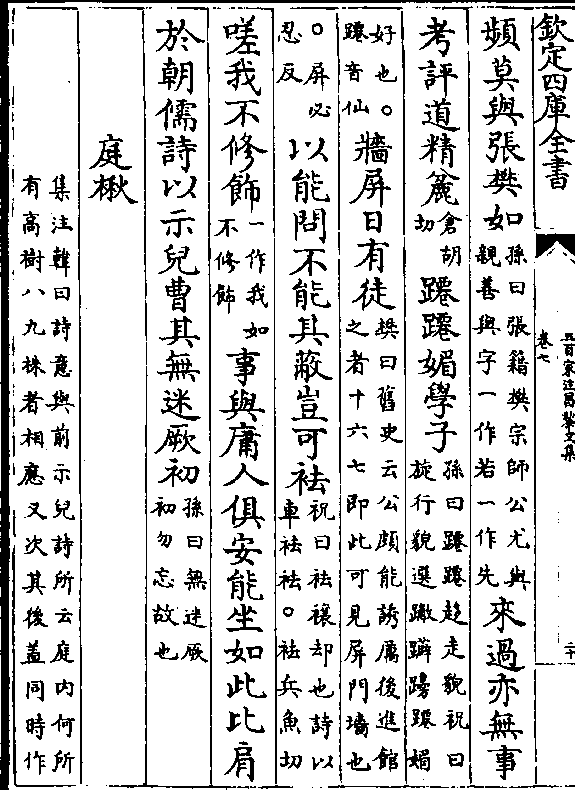 欽定四庫全書
五百家注昌黎文集
卷七
二十
頻莫與張樊如孫曰張籍樊宗師公尤與親善與字一作若一作先來過亦無事
考評道精麄倉胡切躚躚媚學子孫曰躚躚趍走貌祝曰旋行貌選蹳躃蹣躚媚
好也。躚音仙牆屏日有徒樊曰舊史云公頗能誘厲後進館之者十六七即此可見屏門墻也
。屏必忍反以能問不能其蔽豈可袪祝曰袪禳却也詩以車袪袪。袪兵魚切
嗟我不修飾一作我如不修飾事與庸人俱安能坐如此比肩
於朝儒詩以示兒曹其無迷厥初孫曰無迷厥初勿忘故也
庭楸
集注韓曰詩意與前示兒詩所云庭内何所
有高樹八九株者相應又次其後蓋同時作